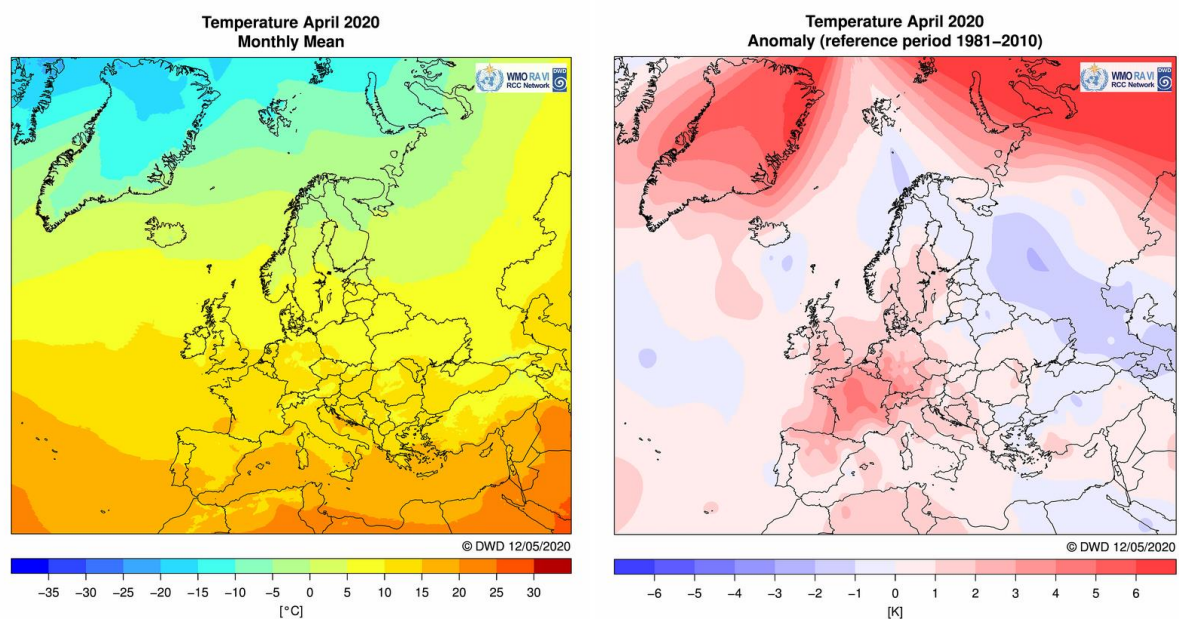 Temperature April 2020
Monthly Mean
WMO RA VI
RCC Network
DWD
© DWD 12/05/2020
−35 −30 −25 −20 −15 −10 −5 0 5 10 15 20 25 30
[°C]
Temperature April 2020
Anomaly (reference period 1981−2010)
WMO RA VI
RCC Network
DWD
© DWD 12/05/2020
−6 −5 −4 −3 −2 −1 0 1 2 3 4 5 6
[K]